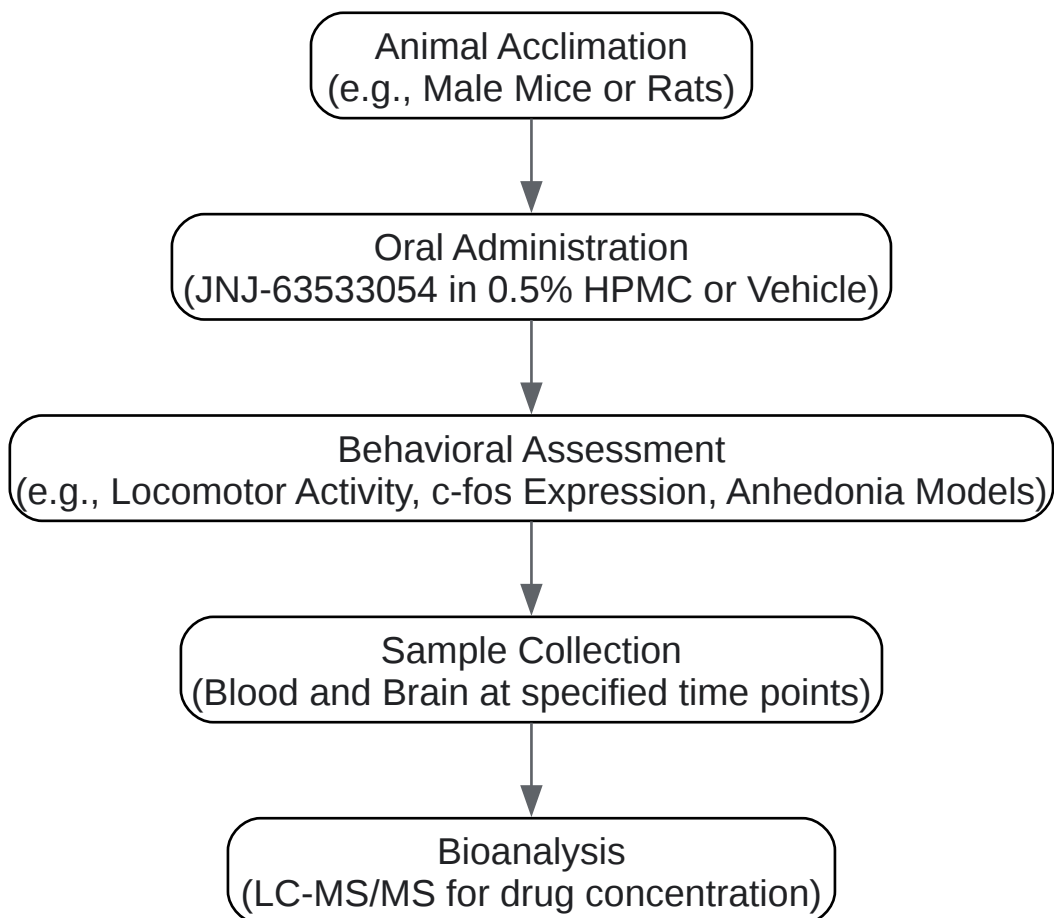 Animal Acclimation
(e.g., Male Mice or Rats)
Oral Administration
(JNJ-63533054 in 0.5% HPMC or Vehicle)
Behavioral Assessment
(e.g., Locomotor Activity, c-fos Expression, Anhedonia Models)
Sample Collection
(Blood and Brain at specified time points)
Bioanalysis
(LC-MS/MS for drug concentration)